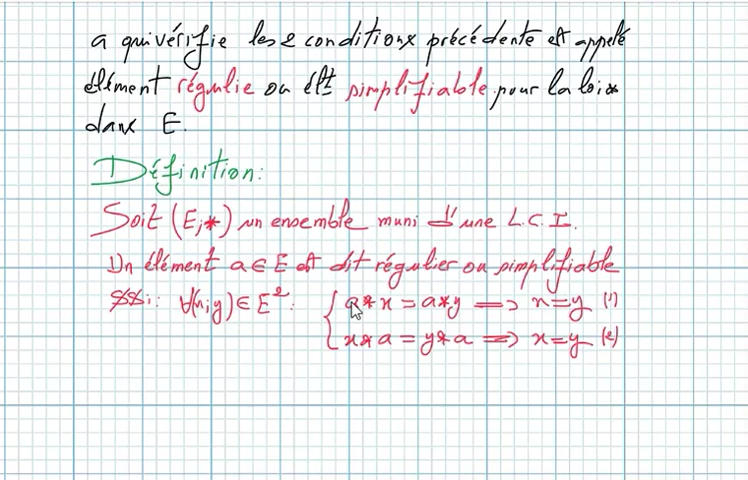 a qui vérifie les 2 conditions précédente est appelé
élément régulie ou élt simplifiable pour la loi *
dans E.
Définition:
Soit (E,*) un ensemble muni d'une L.C.I.
Un élément a ∈ E est dit régulier ou simplifiable
ssi: ∀(x,y) ∈ E²: { a*x = a*y ⟹ x=y (1)
x*a = y*a ⟹ x=y (2)